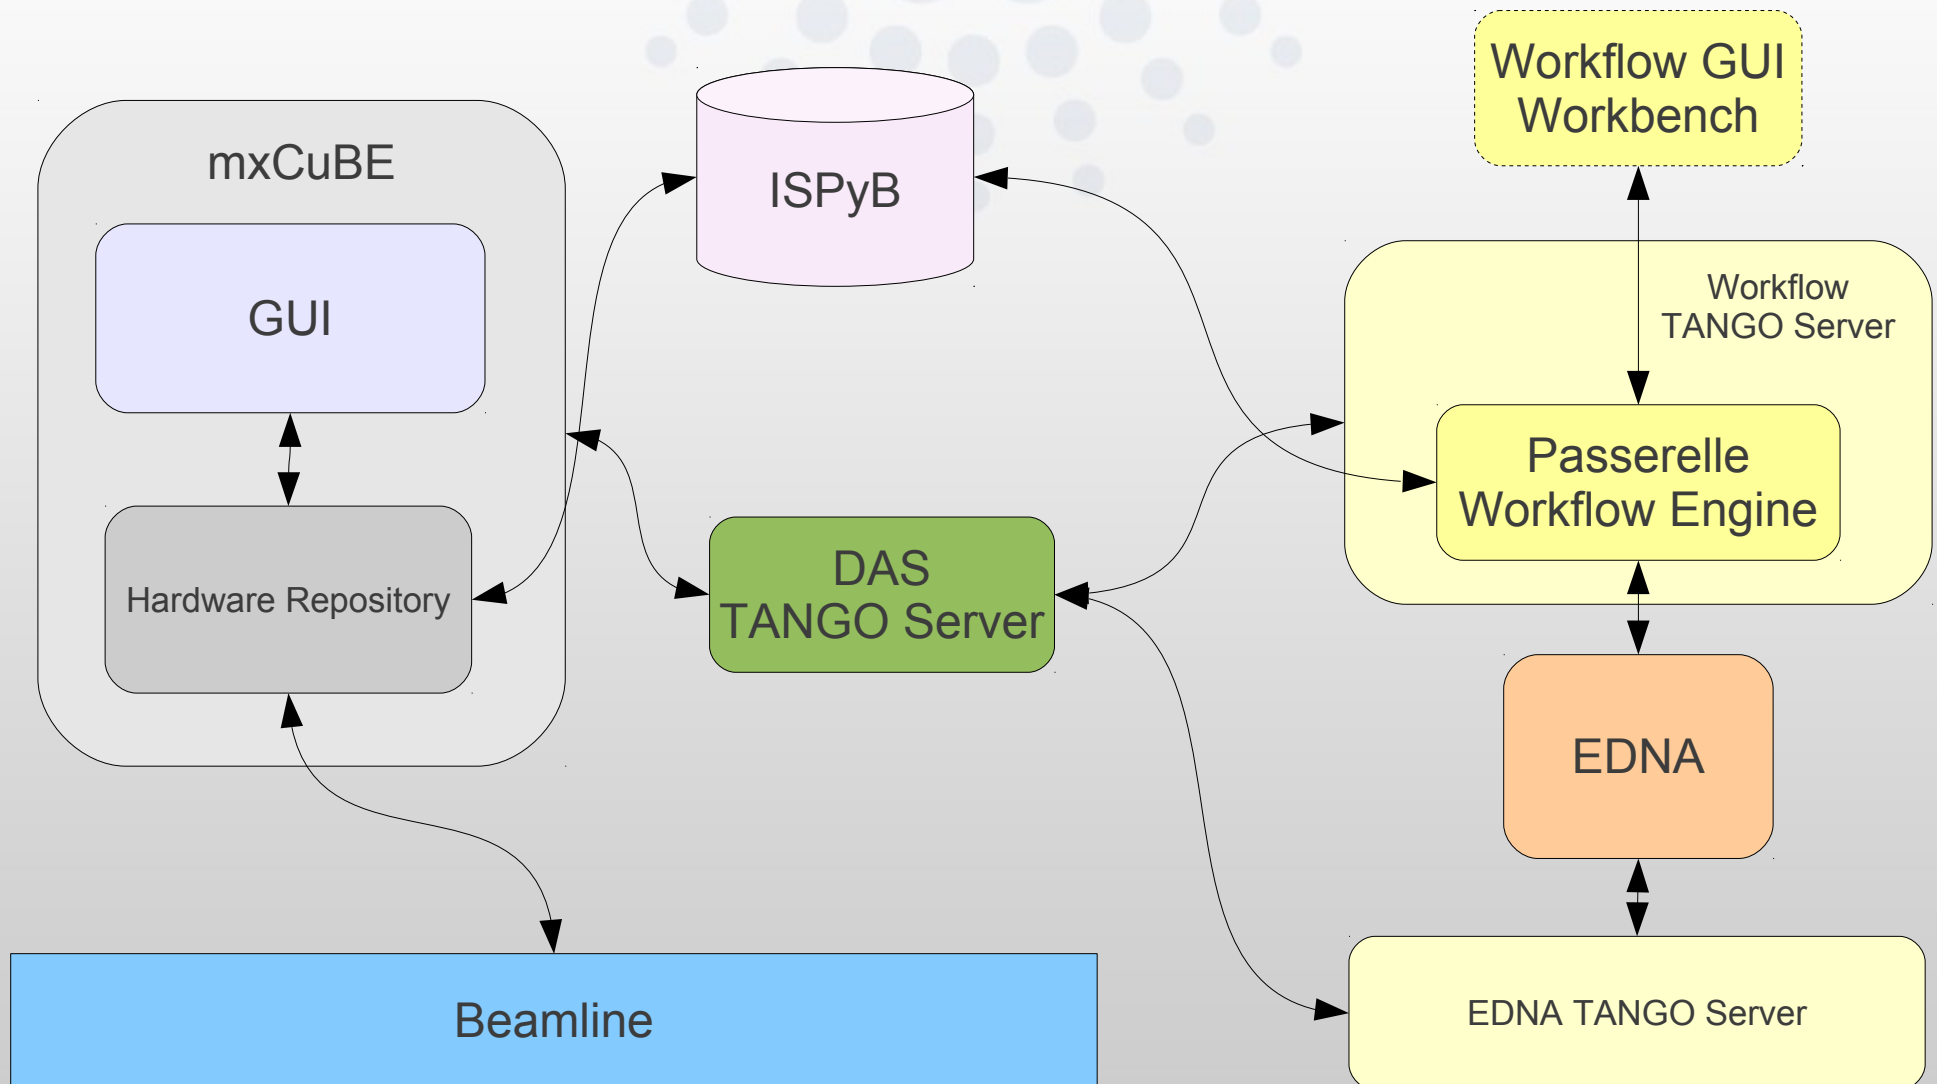 Workflow GUI
Workbench
mxCuBE
ISPyB
GUI
Workflow
TANGO Server
Passerelle
Workflow Engine
DAS
TANGO Server
Hardware Repository
EDNA
EDNA TANGO Server
Beamline